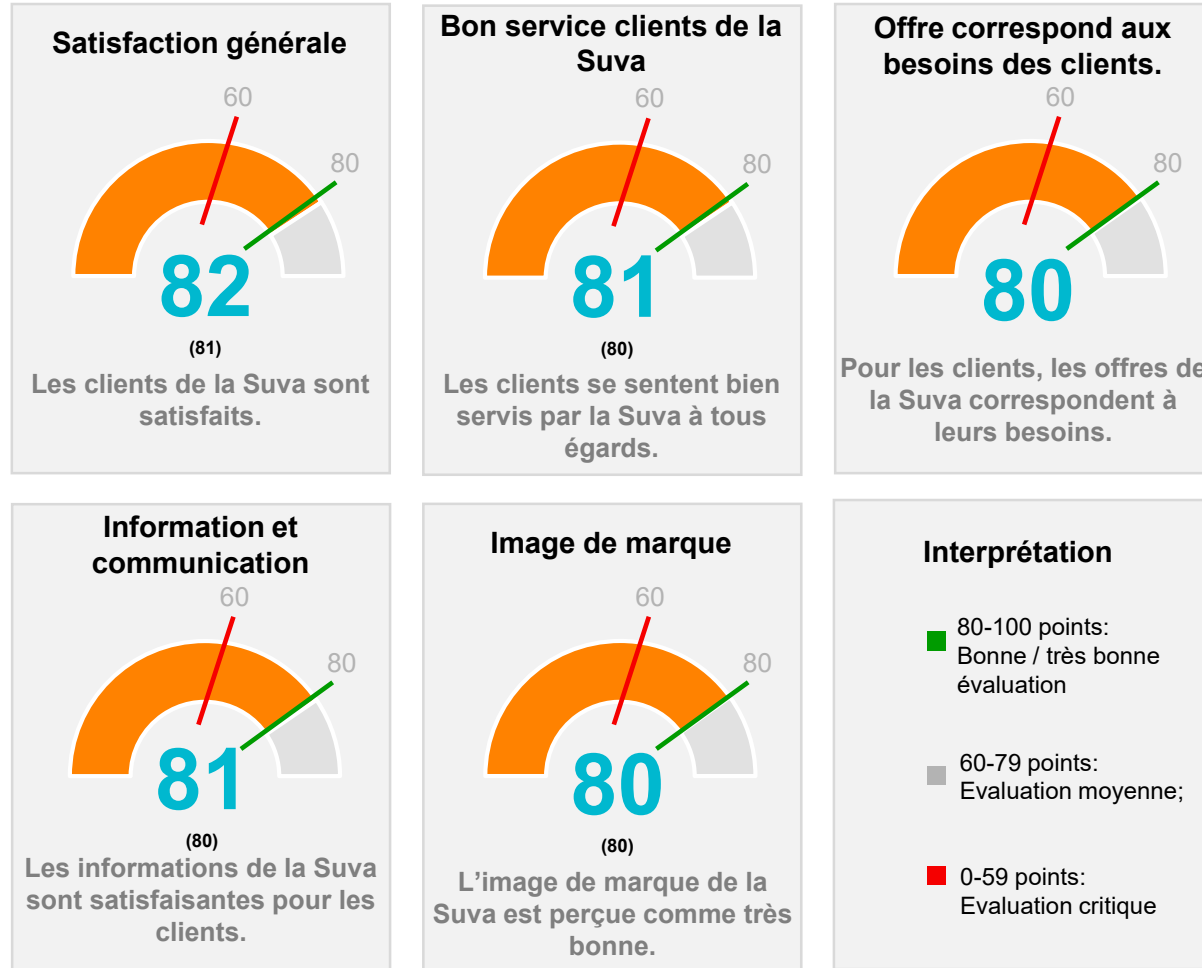 Satisfaction générale
60
80
82
(81)
Les clients de la Suva sont
satisfaits.
Bon service clients de la
Suva
60
80
81
(80)
Les clients se sentent bien
servis par la Suva à tous
égards.
Offre correspond aux
besoins des clients.
60
80
80
Pour les clients, les offres de
la Suva correspondent à
leurs besoins.
Information et
communication
60
80
81
(80)
Les informations de la Suva
sont satisfaisantes pour les
clients.
Image de marque
60
80
80
(80)
L'image de marque de la
Suva est perçue comme très
bonne.
Interprétation
80-100 points:
Bonne / très bonne
évaluation
60-79 points:
Evaluation moyenne;
0-59 points:
Evaluation critique